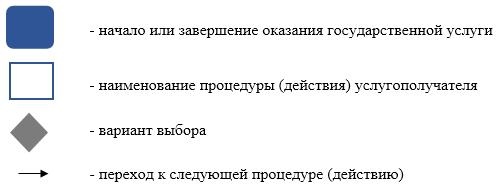 - начало или завершение оказания государственной услуги
- наименование процедуры (действия) услугополучателя
- вариант выбора
- переход к следующей процедуре (действию)